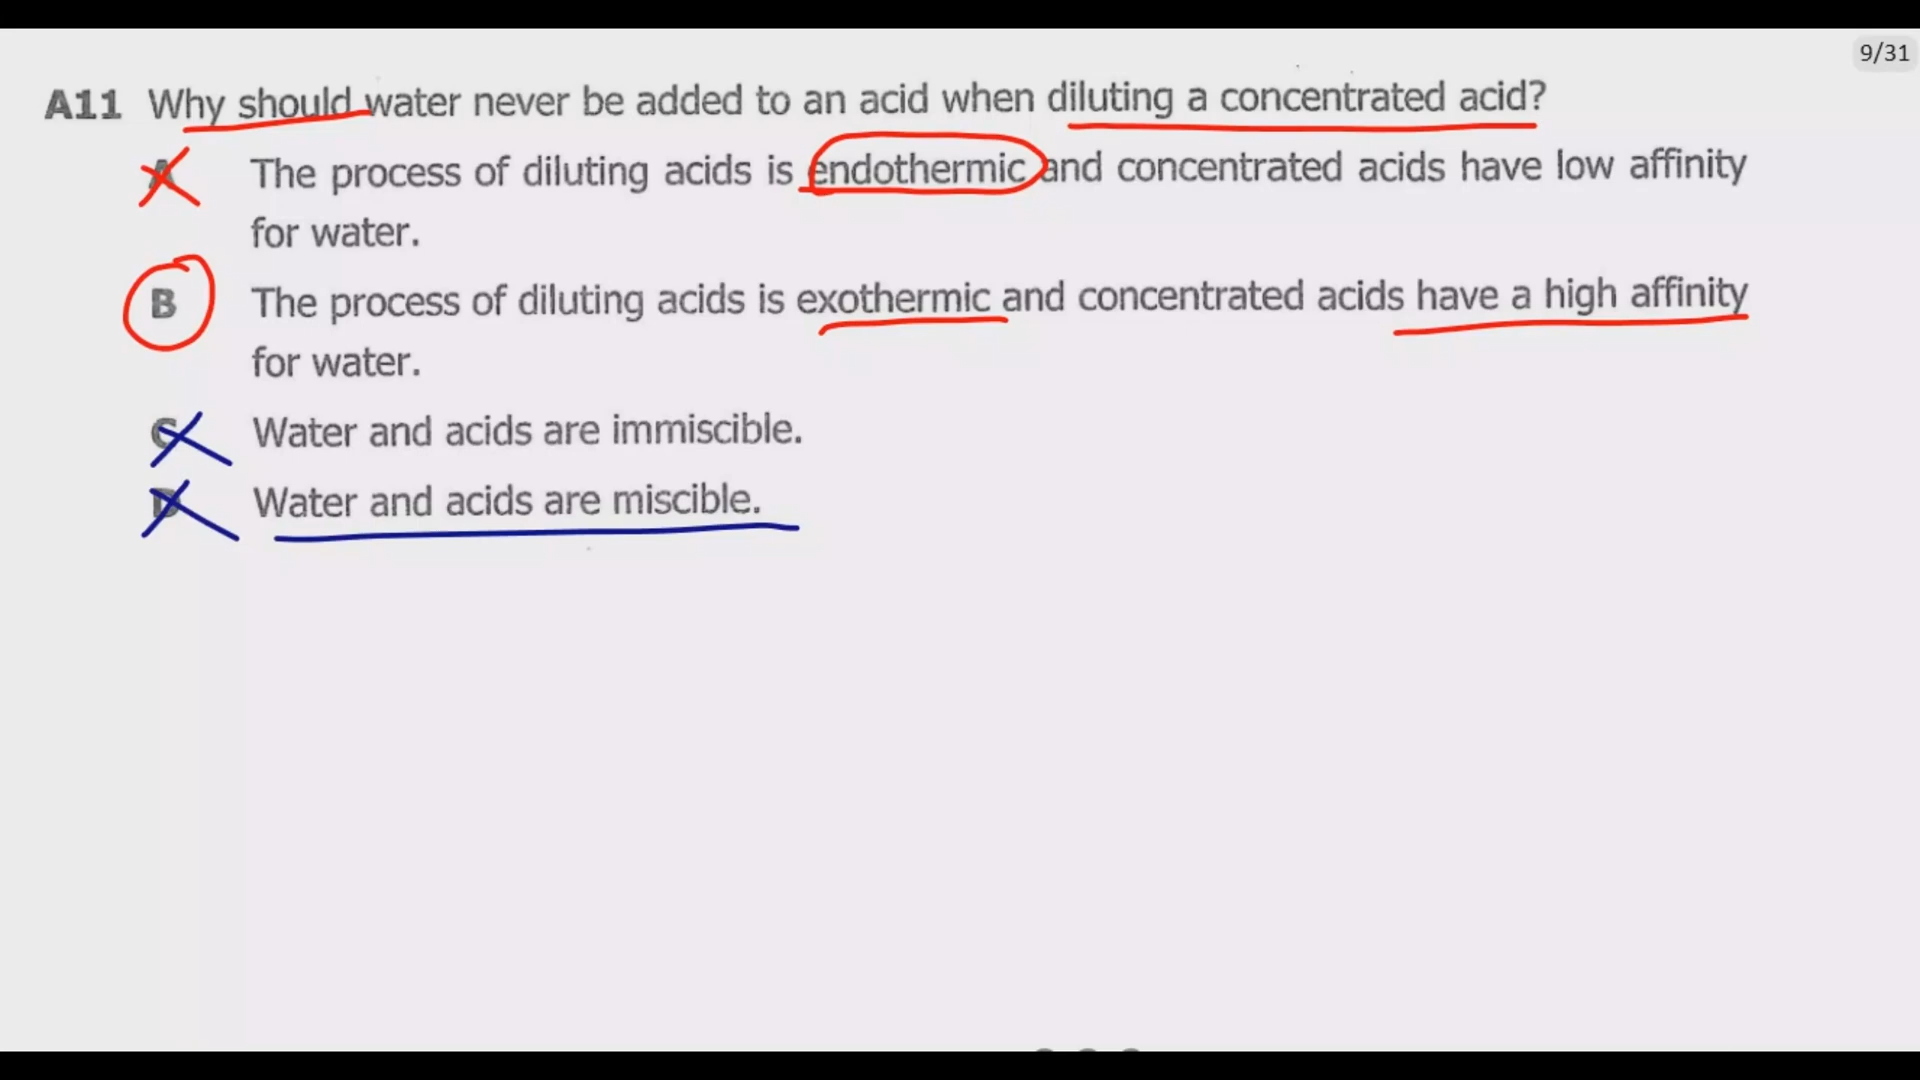 9/31
A11 Why should water never be added to an acid when diluting a concentrated acid?
A The process of diluting acids is endothermic and concentrated acids have low affinity
for water.
B The process of diluting acids is exothermic and concentrated acids have a high affinity
for water.
C Water and acids are immiscible.
D Water and acids are miscible.